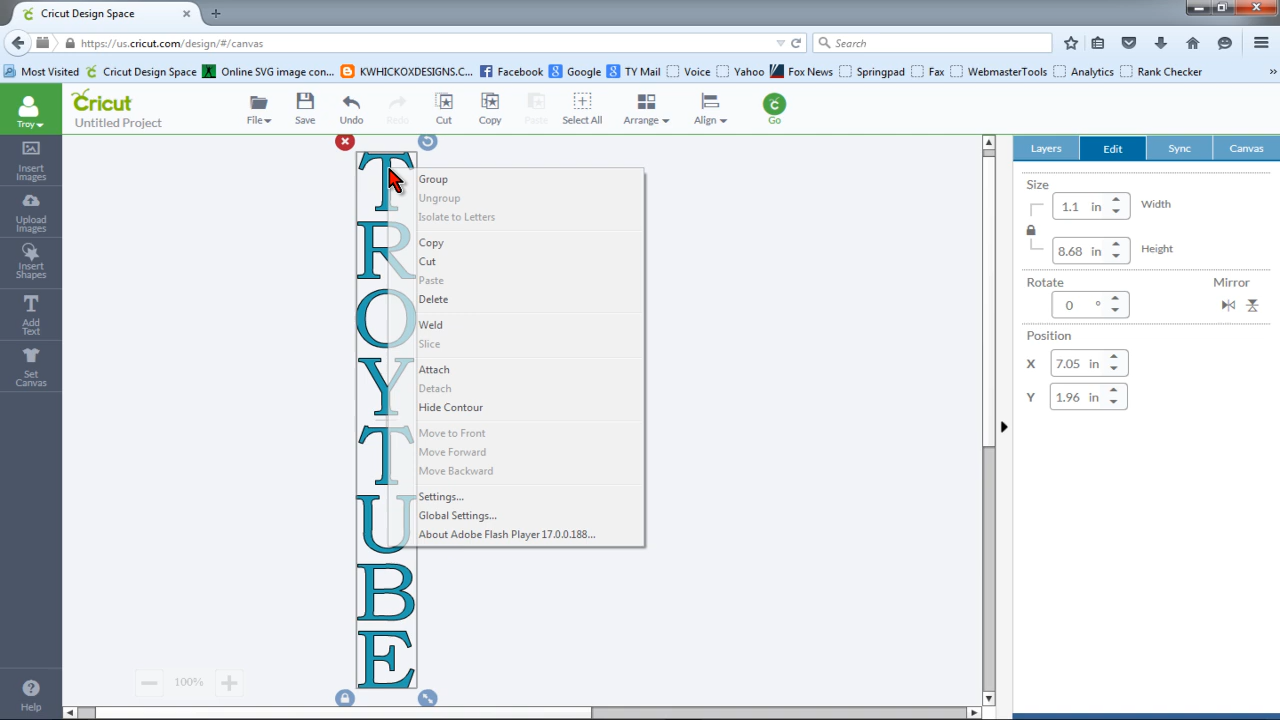 Cricut Design Space
https://us.cricut.com/design/#/canvas
Search
Most Visited Cricut Design Space Online SVG image con... KWHICKOXDESIGNS.C... Facebook Google TY Mail Voice Yahoo Fox News Springpad Fax WebmasterTools Analytics Rank Checker »
Troy
Cricut
Untitled Project
File Save Undo Redo Cut Copy Paste Select All Arrange Align Go
Insert Images
Upload Images
Insert Shapes
Add Text
Set Canvas
Help
T
R
O
Y
T
U
B
E
Group
Ungroup
Isolate to Letters
Copy
Cut
Paste
Delete
Weld
Slice
Attach
Detach
Hide Contour
Move to Front
Move Forward
Move Backward
Settings...
Global Settings...
About Adobe Flash Player 17.0.0.188...
100%
Layers Edit Sync Canvas
Size
1.1 in Width
8.68 in Height
Rotate Mirror
0 °
Position
X 7.05 in
Y 1.96 in